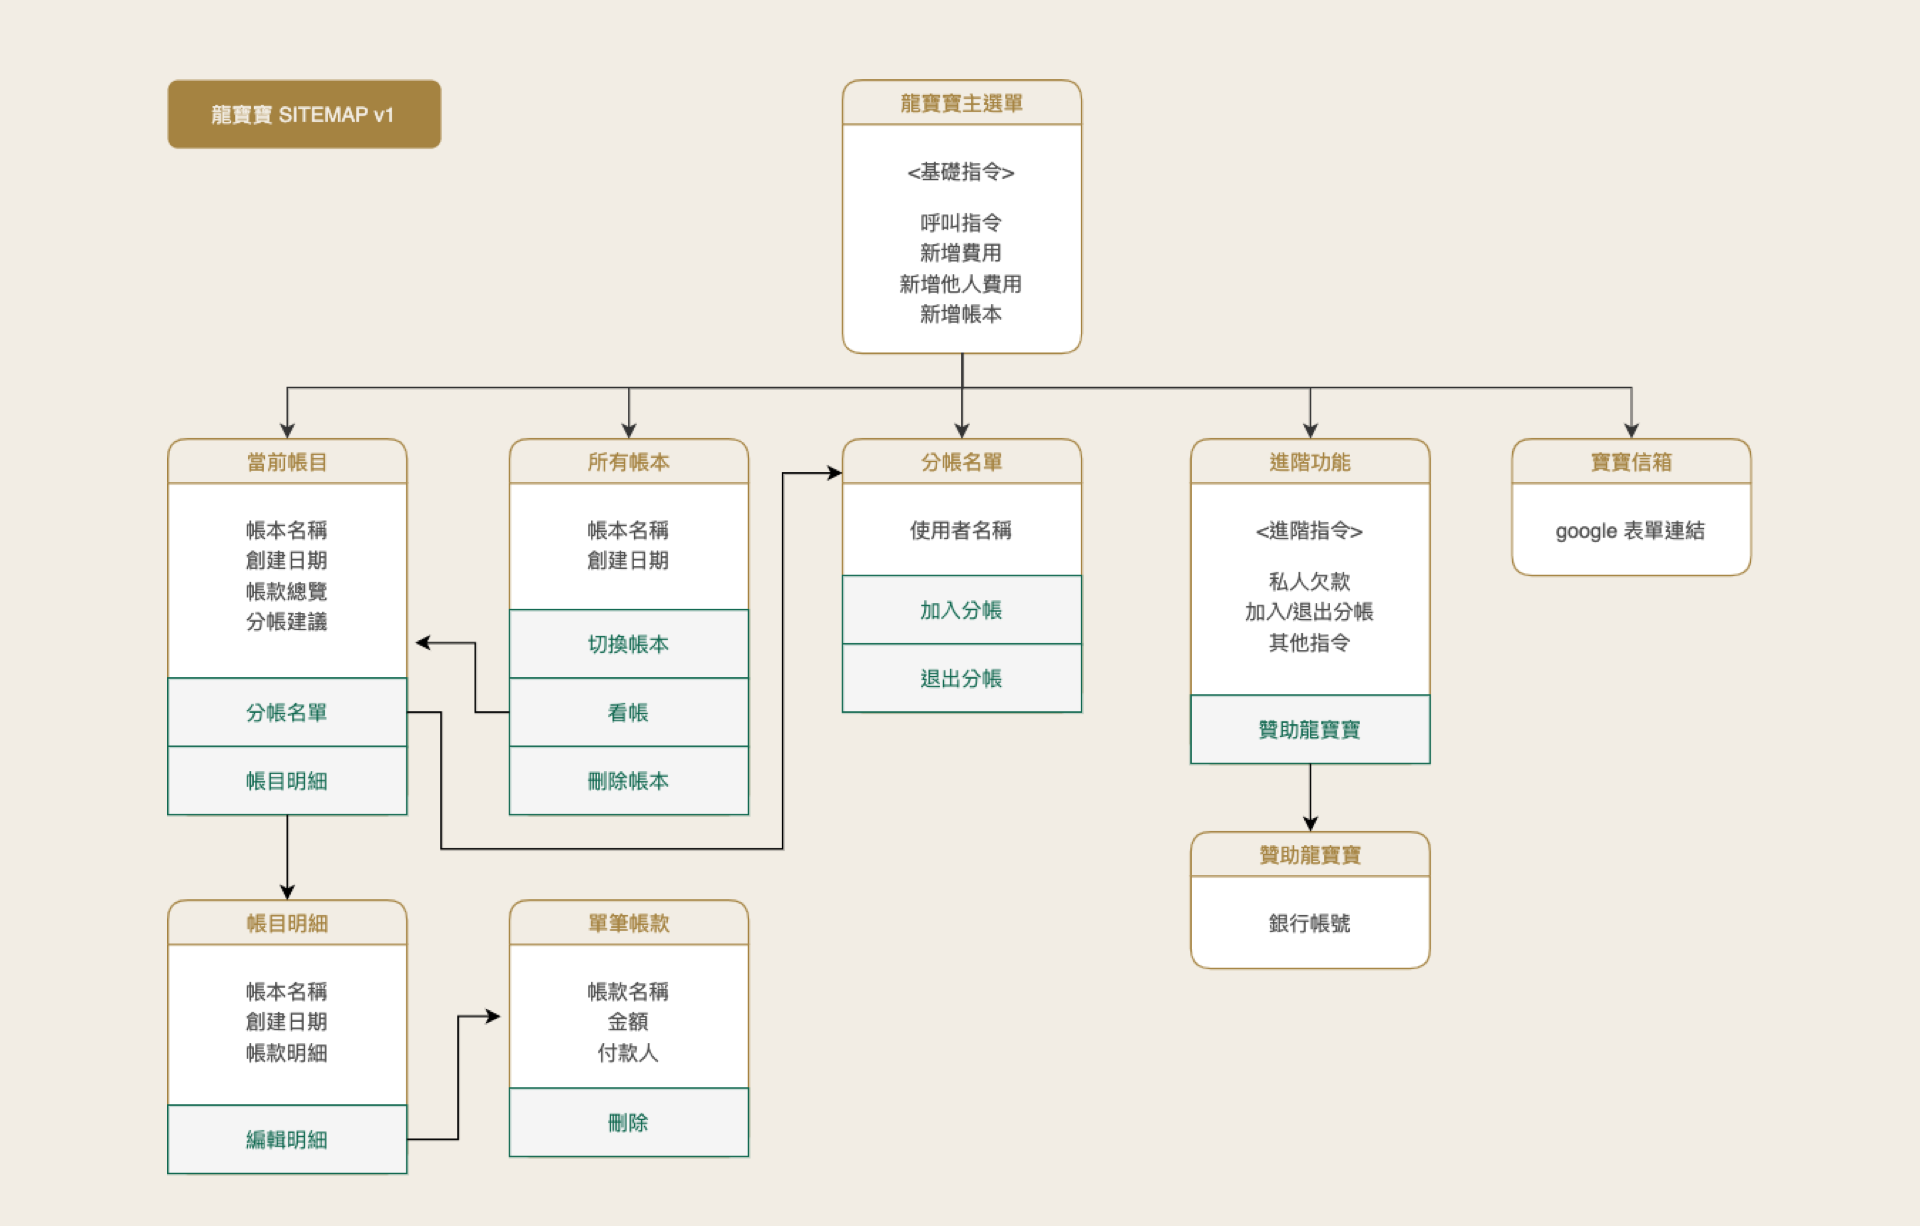 龍寶寶 SITEMAP v1
龍寶寶主選單
<基礎指令>
呼叫指令
新增費用
新增他人費用
新增帳本
當前帳目
帳本名稱
創建日期
帳款總覽
分帳建議
分帳名單
帳目明細
所有帳本
帳本名稱
創建日期
切換帳本
看帳
刪除帳本
分帳名單
使用者名稱
加入分帳
退出分帳
進階功能
<進階指令>
私人欠款
加入/退出分帳
其他指令
贊助龍寶寶
寶寶信箱
google 表單連結
帳目明細
帳本名稱
創建日期
帳款明細
編輯明細
單筆帳款
帳款名稱
金額
付款人
刪除
贊助龍寶寶
銀行帳號